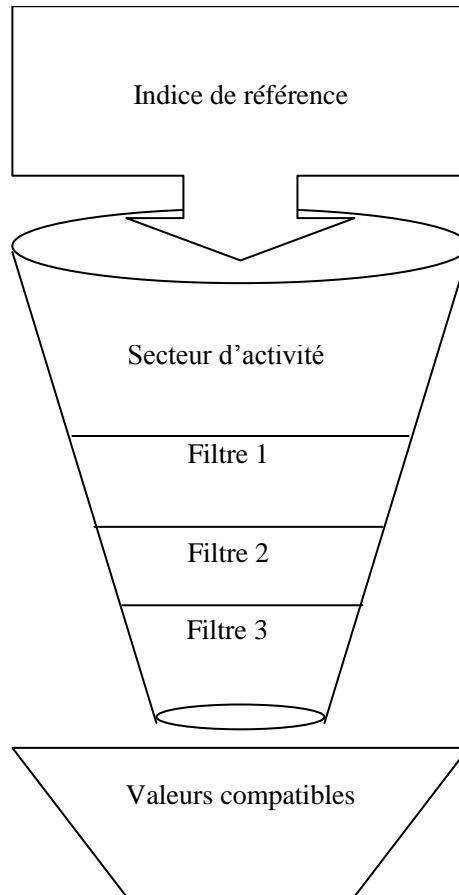 Indice de référence
Secteur d’activité
Filtre 1
Filtre 2
Filtre 3
Valeurs compatibles